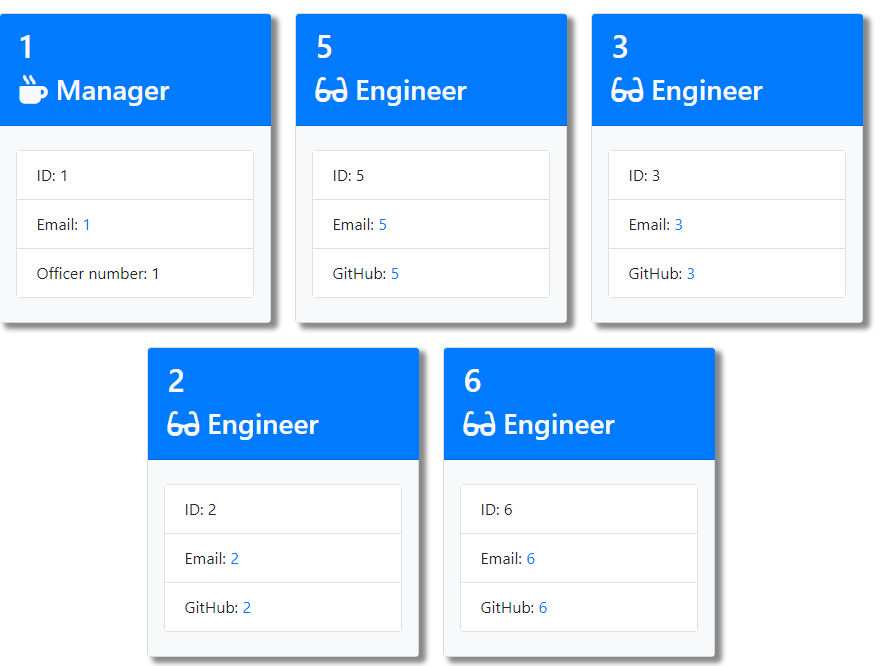 1
Manager
ID: 1
Email: 1
Officer number: 1
5
Engineer
ID: 5
Email: 5
GitHub: 5
3
Engineer
ID: 3
Email: 3
GitHub: 3
2
Engineer
ID: 2
Email: 2
GitHub: 2
6
Engineer
ID: 6
Email: 6
GitHub: 6